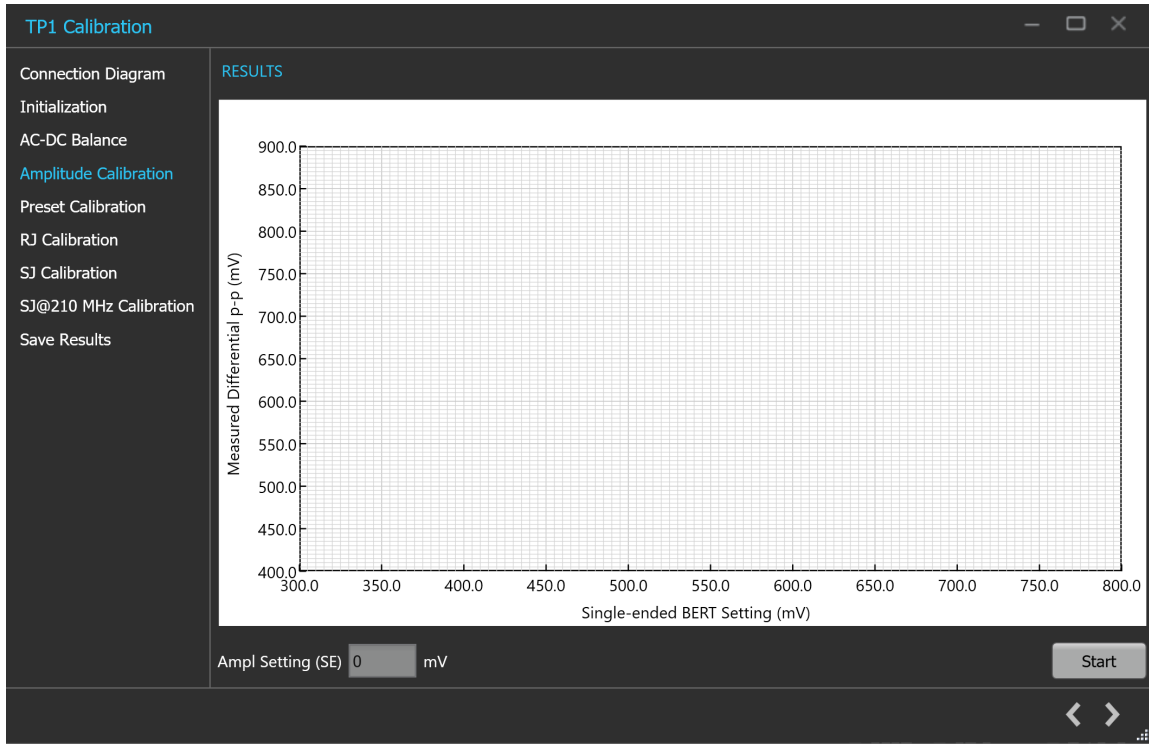 TP1 Calibration
Connection Diagram
Initialization
AC-DC Balance
Amplitude Calibration
Preset Calibration
RJ Calibration
SJ Calibration
SJ@210 MHz Calibration
Save Results
RESULTS
Measured Differential p-p (mV)
900.0
850.0
800.0
750.0
700.0
650.0
600.0
550.0
500.0
450.0
400.0
300.0 350.0 400.0 450.0 500.0 550.0 600.0 650.0 700.0 750.0 800.0
Single-ended BERT Setting (mV)
Ampl Setting (SE) 0 mV
Start